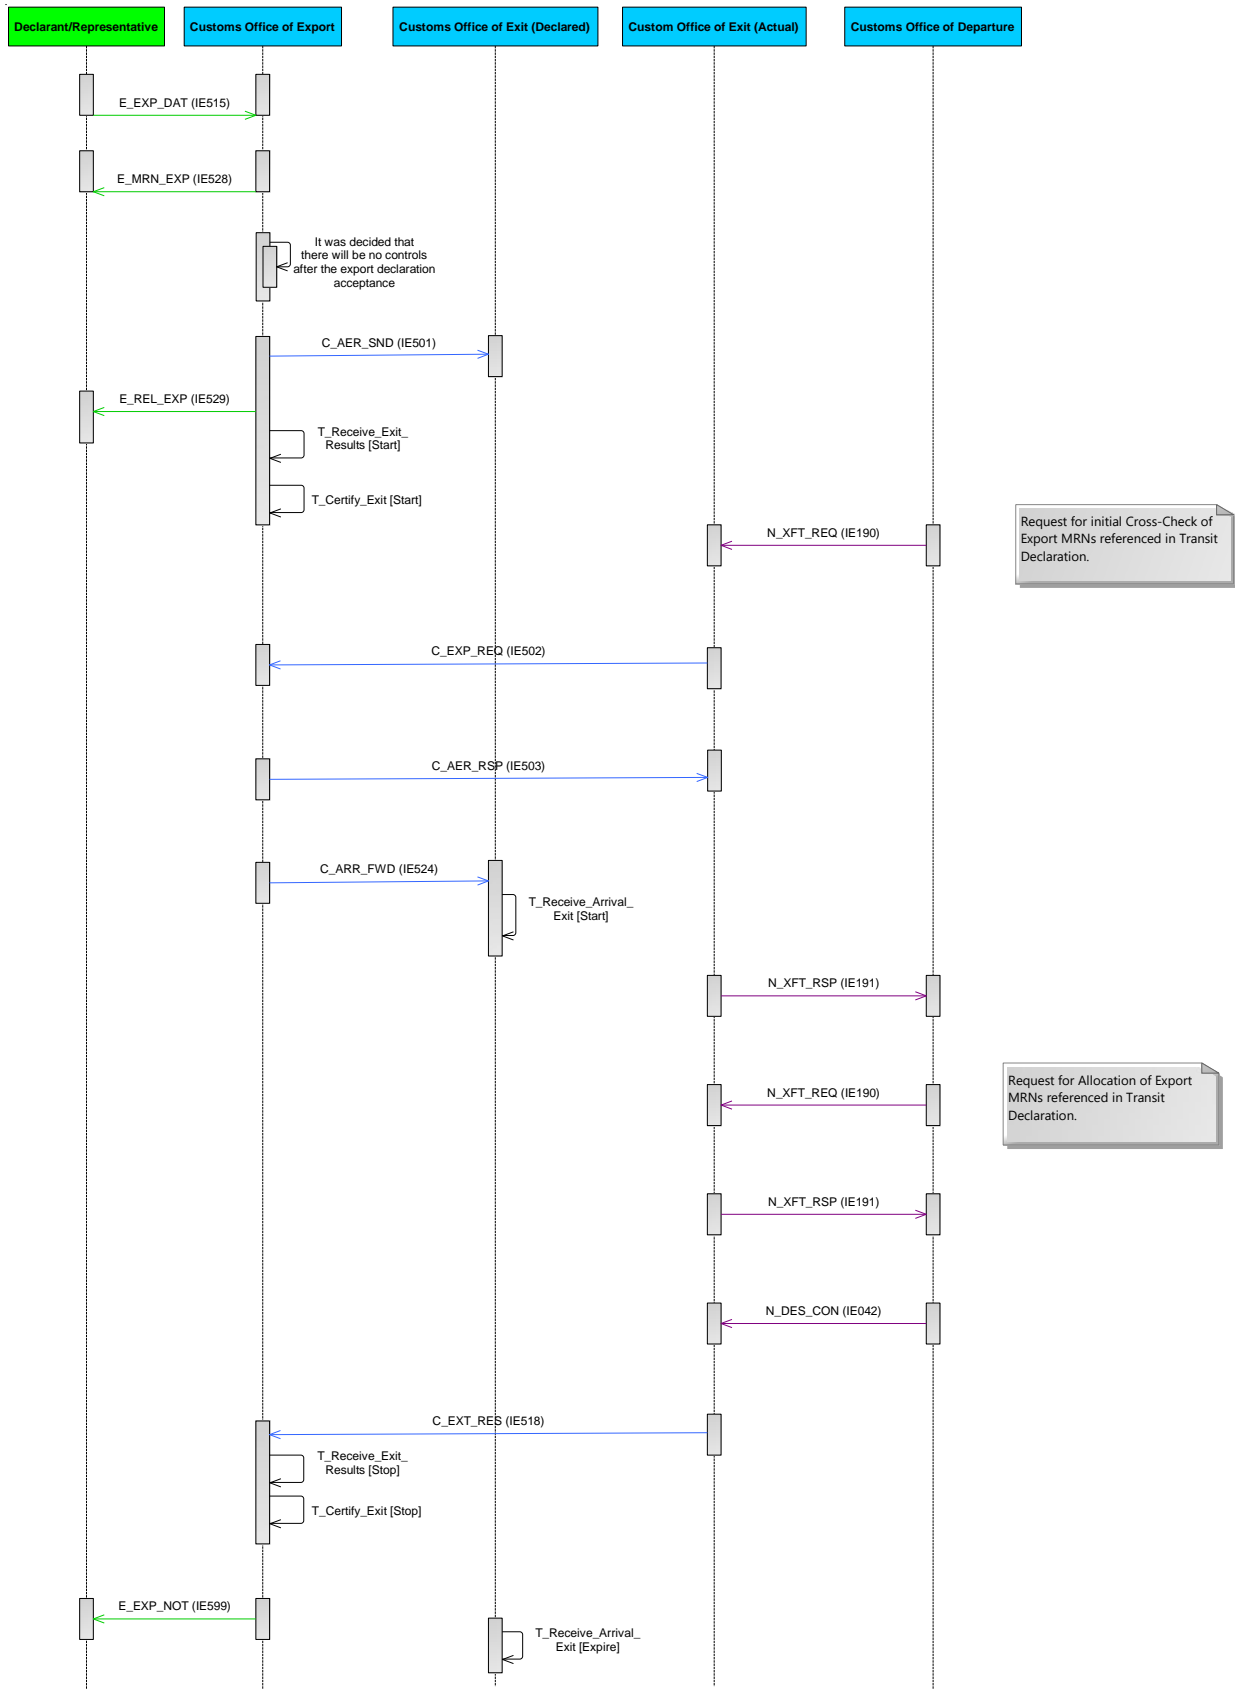 Declarant/Representative
Customs Office of Export
Customs Office of Exit (Declared)
Custom Office of Exit (Actual)
Customs Office of Departure
E_EXP_DAT (IE515)
E_MRN_EXP (IE528)
It was decided that
there will be no controls
after the export declaration
acceptance
C_AER_SND (IE501)
E_REL_EXP (IE529)
T_Receive_Exit_
Results [Start]
T_Certify_Exit [Start]
Request for initial Cross-Check of
Export MRNs referenced in Transit
Declaration.
N_XFT_REQ (IE190)
C_EXP_REQ (IE502)
C_AER_RSP (IE503)
C_ARR_FWD (IE524)
T_Receive_Arrival_
Exit [Start]
N_XFT_RSP (IE191)
Request for Allocation of Export
MRNs referenced in Transit
Declaration.
N_XFT_REQ (IE190)
N_XFT_RSP (IE191)
N_DES_CON (IE042)
C_EXT_RES (IE518)
T_Receive_Exit_
Results [Stop]
T_Certify_Exit [Stop]
E_EXP_NOT (IE599)
T_Receive_Arrival_
Exit [Expire]